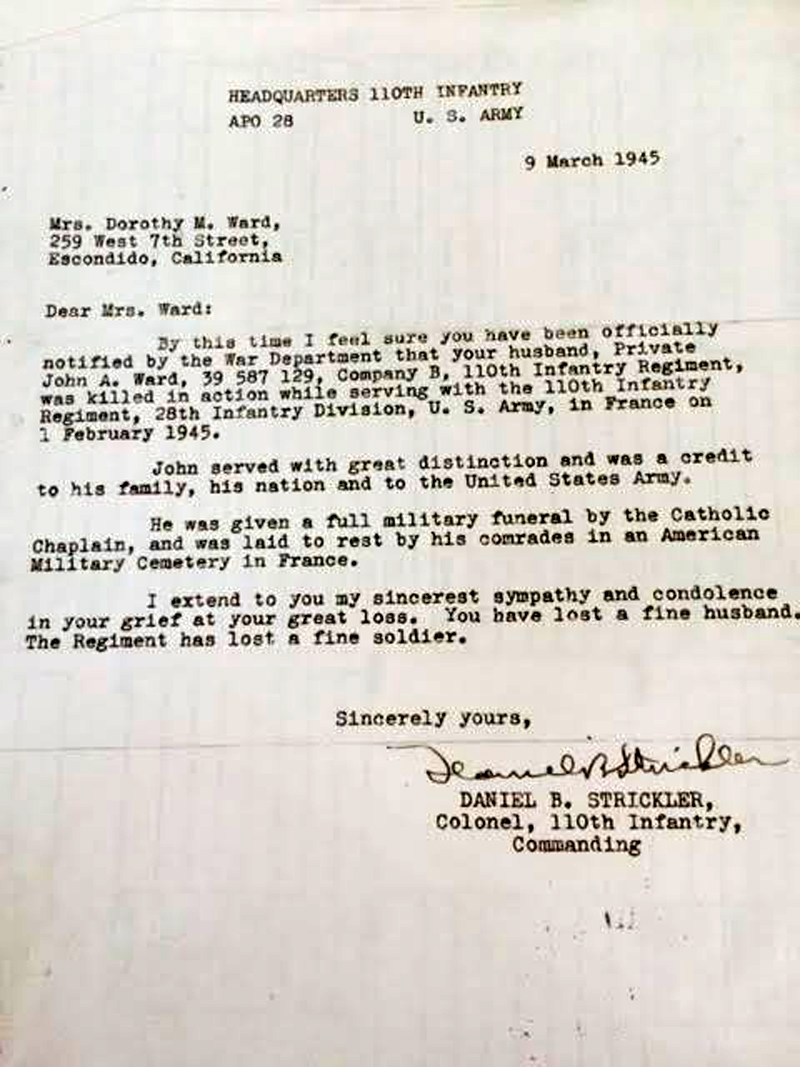 HEADQUARTERS 110TH INFANTRY
APO 28 U. S. ARMY
9 March 1945
Mrs. Dorothy M. Ward,
259 West 7th Street,
Escondido, California
Dear Mrs. Ward:
By this time I feel sure you have been officially
notified by the War Department that your husband, Private
John A. Ward, 39 587 129, Company B, 110th Infantry Regiment,
was killed in action while serving with the 110th Infantry
Regiment, 28th Infantry Division, U. S. Army, in France on
1 February 1945.
John served with great distinction and was a credit
to his family, his nation and to the United States Army.
He was given a full military funeral by the Catholic
Chaplain, and was laid to rest by his comrades in an American
Military Cemetery in France.
I extend to you my sincerest sympathy and condolence
in your grief at your great loss. You have lost a fine husband.
The Regiment has lost a fine soldier.
Sincerely yours,
Daniel B Strickler
DANIEL B. STRICKLER,
Colonel, 110th Infantry,
Commanding